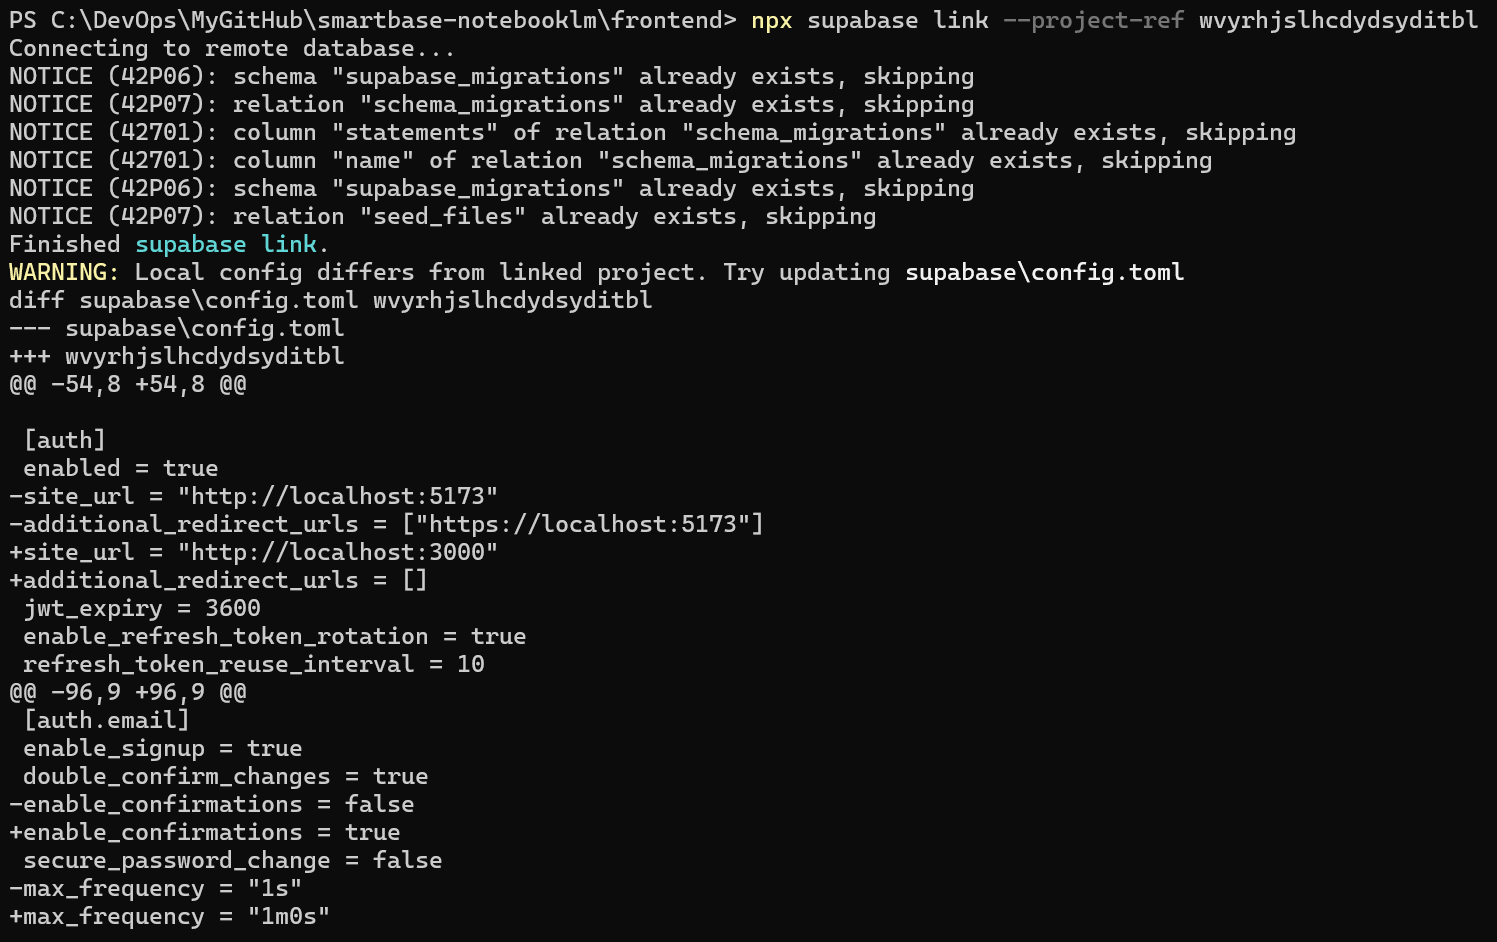 PS C:\DevOps\MyGitHub\smartbase-notebooklm\frontend> npx supabase link --project-ref wvyrhjslhcdydsyditbl
Connecting to remote database...
NOTICE (42P06): schema "supabase_migrations" already exists, skipping
NOTICE (42P07): relation "schema_migrations" already exists, skipping
NOTICE (42701): column "statements" of relation "schema_migrations" already exists, skipping
NOTICE (42701): column "name" of relation "schema_migrations" already exists, skipping
NOTICE (42P06): schema "supabase_migrations" already exists, skipping
NOTICE (42P07): relation "seed_files" already exists, skipping
Finished supabase link.
WARNING: Local config differs from linked project. Try updating supabase\config.toml
diff supabase\config.toml wvyrhjslhcdydsyditbl
--- supabase\config.toml
+++ wvyrhjslhcdydsyditbl
@@ -54,8 +54,8 @@

 [auth]
 enabled = true
-site_url = "http://localhost:5173"
-additional_redirect_urls = ["https://localhost:5173"]
+site_url = "http://localhost:3000"
+additional_redirect_urls = []
 jwt_expiry = 3600
 enable_refresh_token_rotation = true
 refresh_token_reuse_interval = 10
@@ -96,9 +96,9 @@
 [auth.email]
 enable_signup = true
 double_confirm_changes = true
-enable_confirmations = false
+enable_confirmations = true
 secure_password_change = false
-max_frequency = "1s"
+max_frequency = "1m0s"